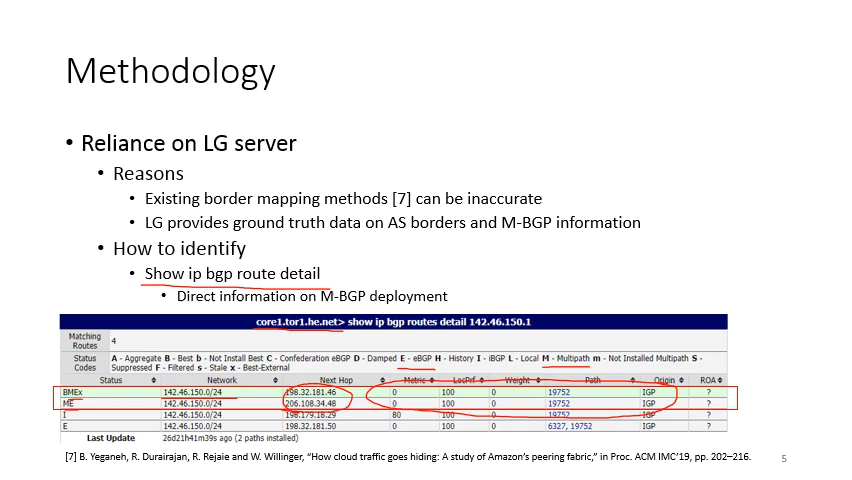 Methodology
• Reliance on LG server
• Reasons
• Existing border mapping methods [7] can be inaccurate
• LG provides ground truth data on AS borders and M-BGP information
• How to identify
• Show ip bgp route detail
• Direct information on M-BGP deployment
core1.tor1.he.net> show ip bgp routes detail 142.46.150.1
Matching Routes 4
Status Codes A - Aggregate B - Best b - Not Install Best C - Confederation eBGP D - Damped E - eBGP H - History I - iBGP L - Local M - Multipath m - Not Installed Multipath S -
Suppressed F - Filtered s - Stale x - Best-External
Status Network Next Hop Metric LocPrf Weight Path Origin ROA
BMEx 142.46.150.0/24 198.32.181.46 0 100 0 19752 IGP ?
ME 142.46.150.0/24 206.108.34.48 0 100 0 19752 IGP ?
I 142.46.150.0/24 198.179.18.29 80 100 0 19752 IGP ?
E 142.46.150.0/24 198.32.181.50 0 100 0 6327, 19752 IGP ?
Last Update 26d21h41m39s ago (2 paths installed)
[7] B. Yeganeh, R. Durairajan, R. Rejaie and W. Willinger, “How cloud traffic goes hiding: A study of Amazon’s peering fabric,” in Proc. ACM IMC’19, pp. 202–216.
5